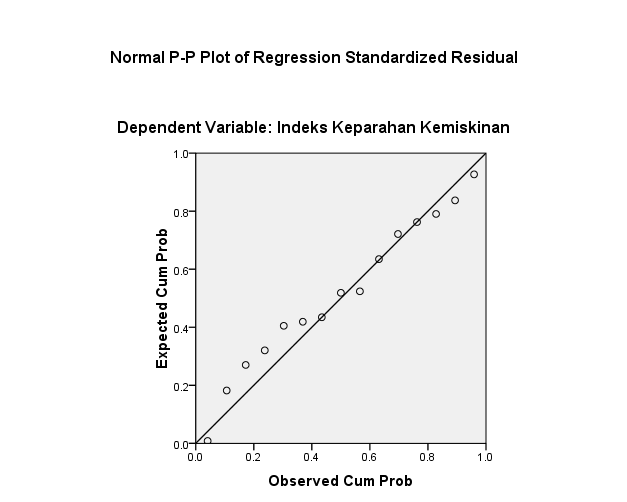 Normal P-P Plot of Regression Standardized Residual
Dependent Variable: Indeks Keparahan Kemiskinan
1.0
0.8
0.6
0.4
0.2
0.0
Expected Cum Prob
0.0 0.2 0.4 0.6 0.8 1.0
Observed Cum Prob